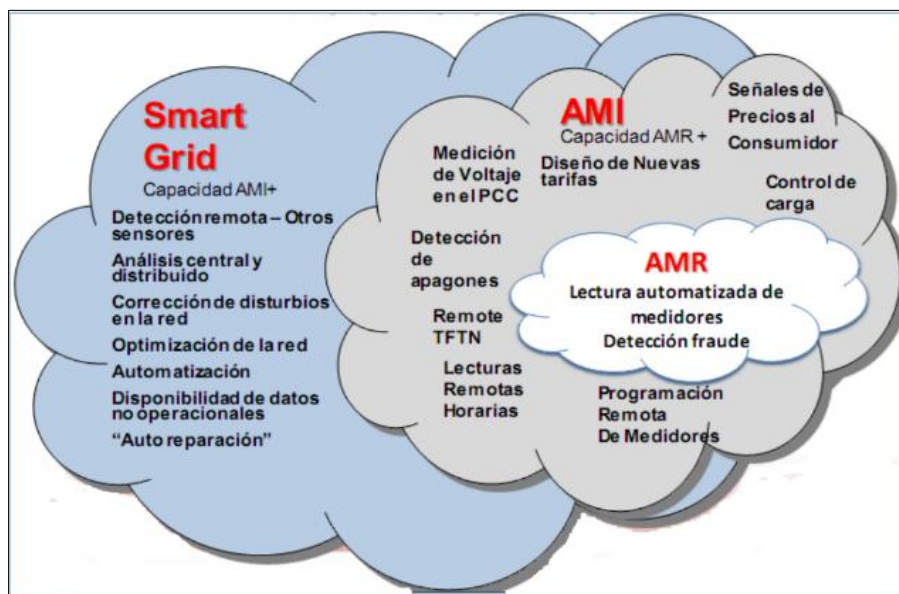 Smart
Grid
Capacidad AMI+
Detección remota – Otros
sensores
Análisis central y
distribuido
Corrección de disturbios
en la red
Optimización de la red
Automatización
Disponibilidad de datos
no operacionales
“Auto reparación”
AMI
Capacidad AMR +
Diseño de Nuevas
tarifas
Medición
de Voltaje
en el PCC
Detección
de
apagones
Remote
TFTN
Lecturas
Remotas
Horarias
Señales de
Precios al
Consumidor
Control de
carga
AMR
Lectura automatizada de
medidores
Detección fraude
Programación
Remota
De Medidores